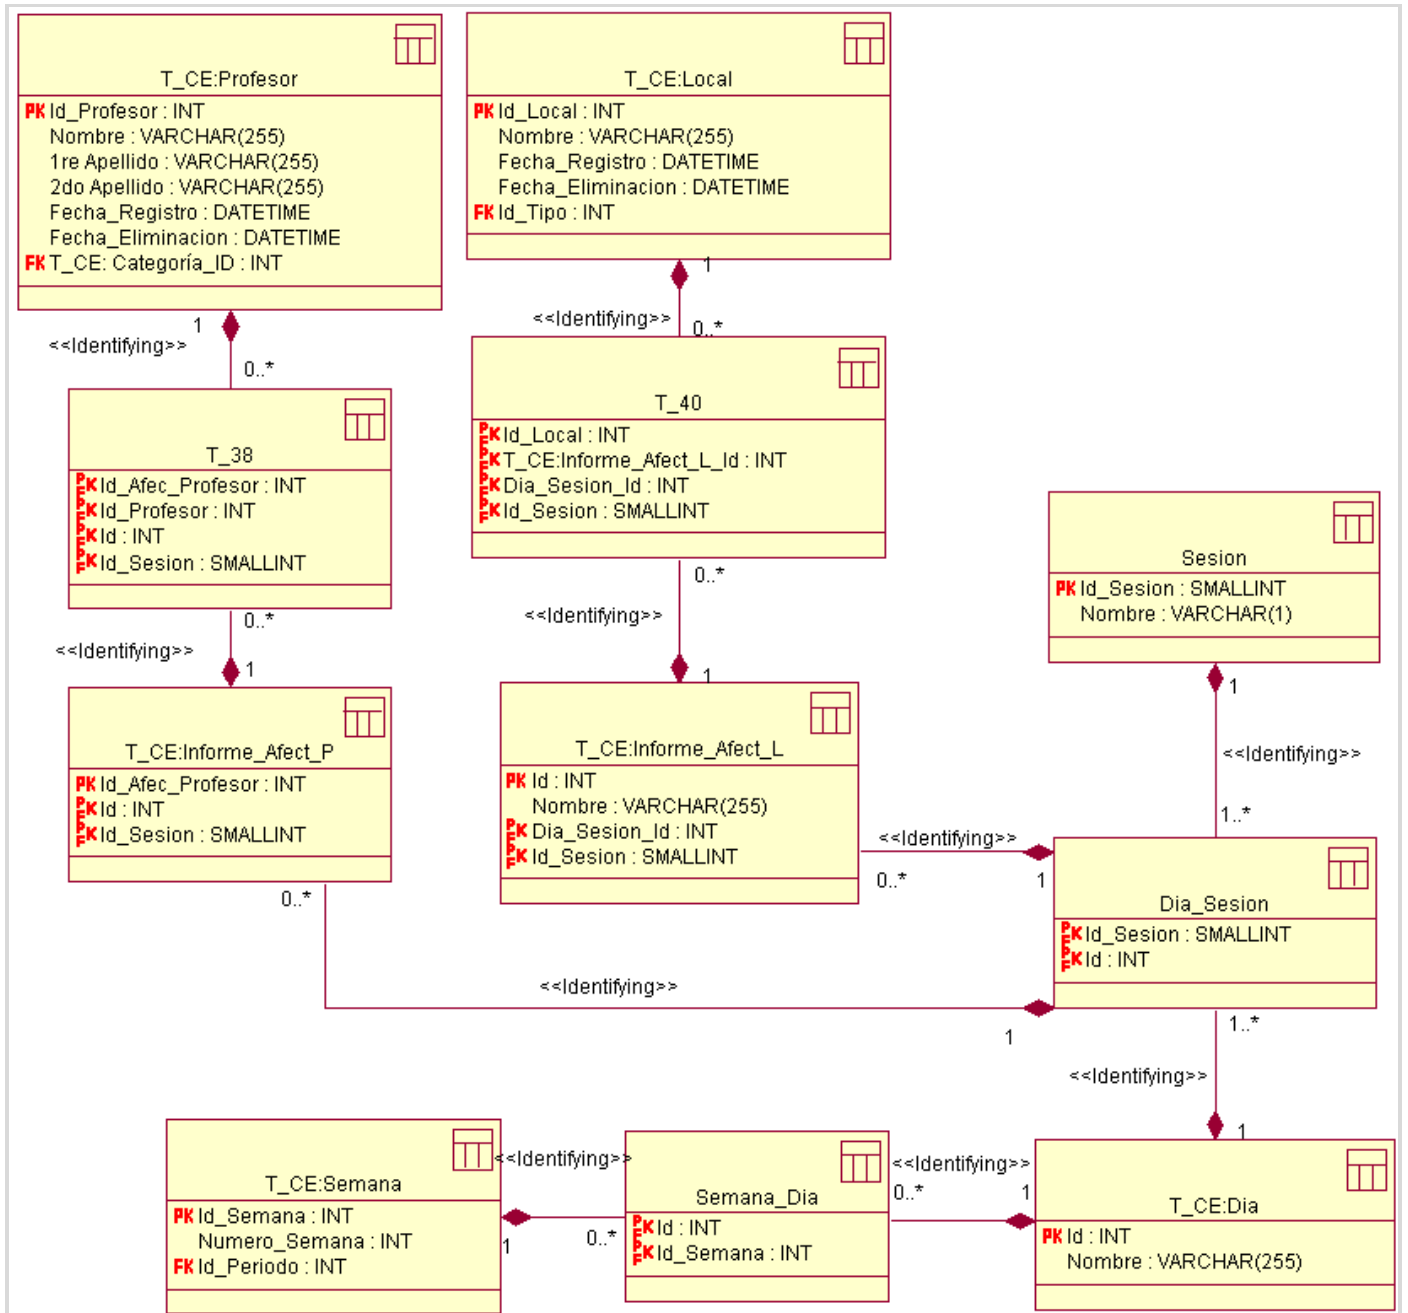 T_CE:Profesor
PK Id_Profesor : INT
Nombre : VARCHAR(255)
1re Apellido : VARCHAR(255)
2do Apellido : VARCHAR(255)
Fecha_Registro : DATETIME
Fecha_Eliminacion : DATETIME
FK T_CE: Categoría_ID : INT
T_CE:Local
PK Id_Local : INT
Nombre : VARCHAR(255)
Fecha_Registro : DATETIME
Fecha_Eliminacion : DATETIME
FK Id_Tipo : INT
1
<<Identifying>>
0..*
1
<<Identifying>>
0..*
T_38
PFK Id_Afec_Profesor : INT
PFK Id_Profesor : INT
PFK Id : INT
PFK Id_Sesion : SMALLINT
T_40
PFK Id_Local : INT
PFK T_CE:Informe_Afect_L_Id : INT
PFK Dia_Sesion_Id : INT
PFK Id_Sesion : SMALLINT
0..*
<<Identifying>>
1
0..*
<<Identifying>>
1
Sesion
PK Id_Sesion : SMALLINT
Nombre : VARCHAR(1)
T_CE:Informe_Afect_P
PK Id_Afec_Profesor : INT
PFK Id : INT
PFK Id_Sesion : SMALLINT
T_CE:Informe_Afect_L
PK Id : INT
Nombre : VARCHAR(255)
PFK Dia_Sesion_Id : INT
PFK Id_Sesion : SMALLINT
1
<<Identifying>>
1..*
<<Identifying>>
0..*
1
Dia_Sesion
PFK Id_Sesion : SMALLINT
PFK Id : INT
0..*
<<Identifying>>
1
1..*
<<Identifying>>
1
T_CE:Semana
PK Id_Semana : INT
Numero_Semana : INT
FK Id_Periodo : INT
<<Identifying>>
1
0..*
Semana_Dia
PFK Id : INT
PFK Id_Semana : INT
<<Identifying>>
0..*
1
T_CE:Dia
PK Id : INT
Nombre : VARCHAR(255)